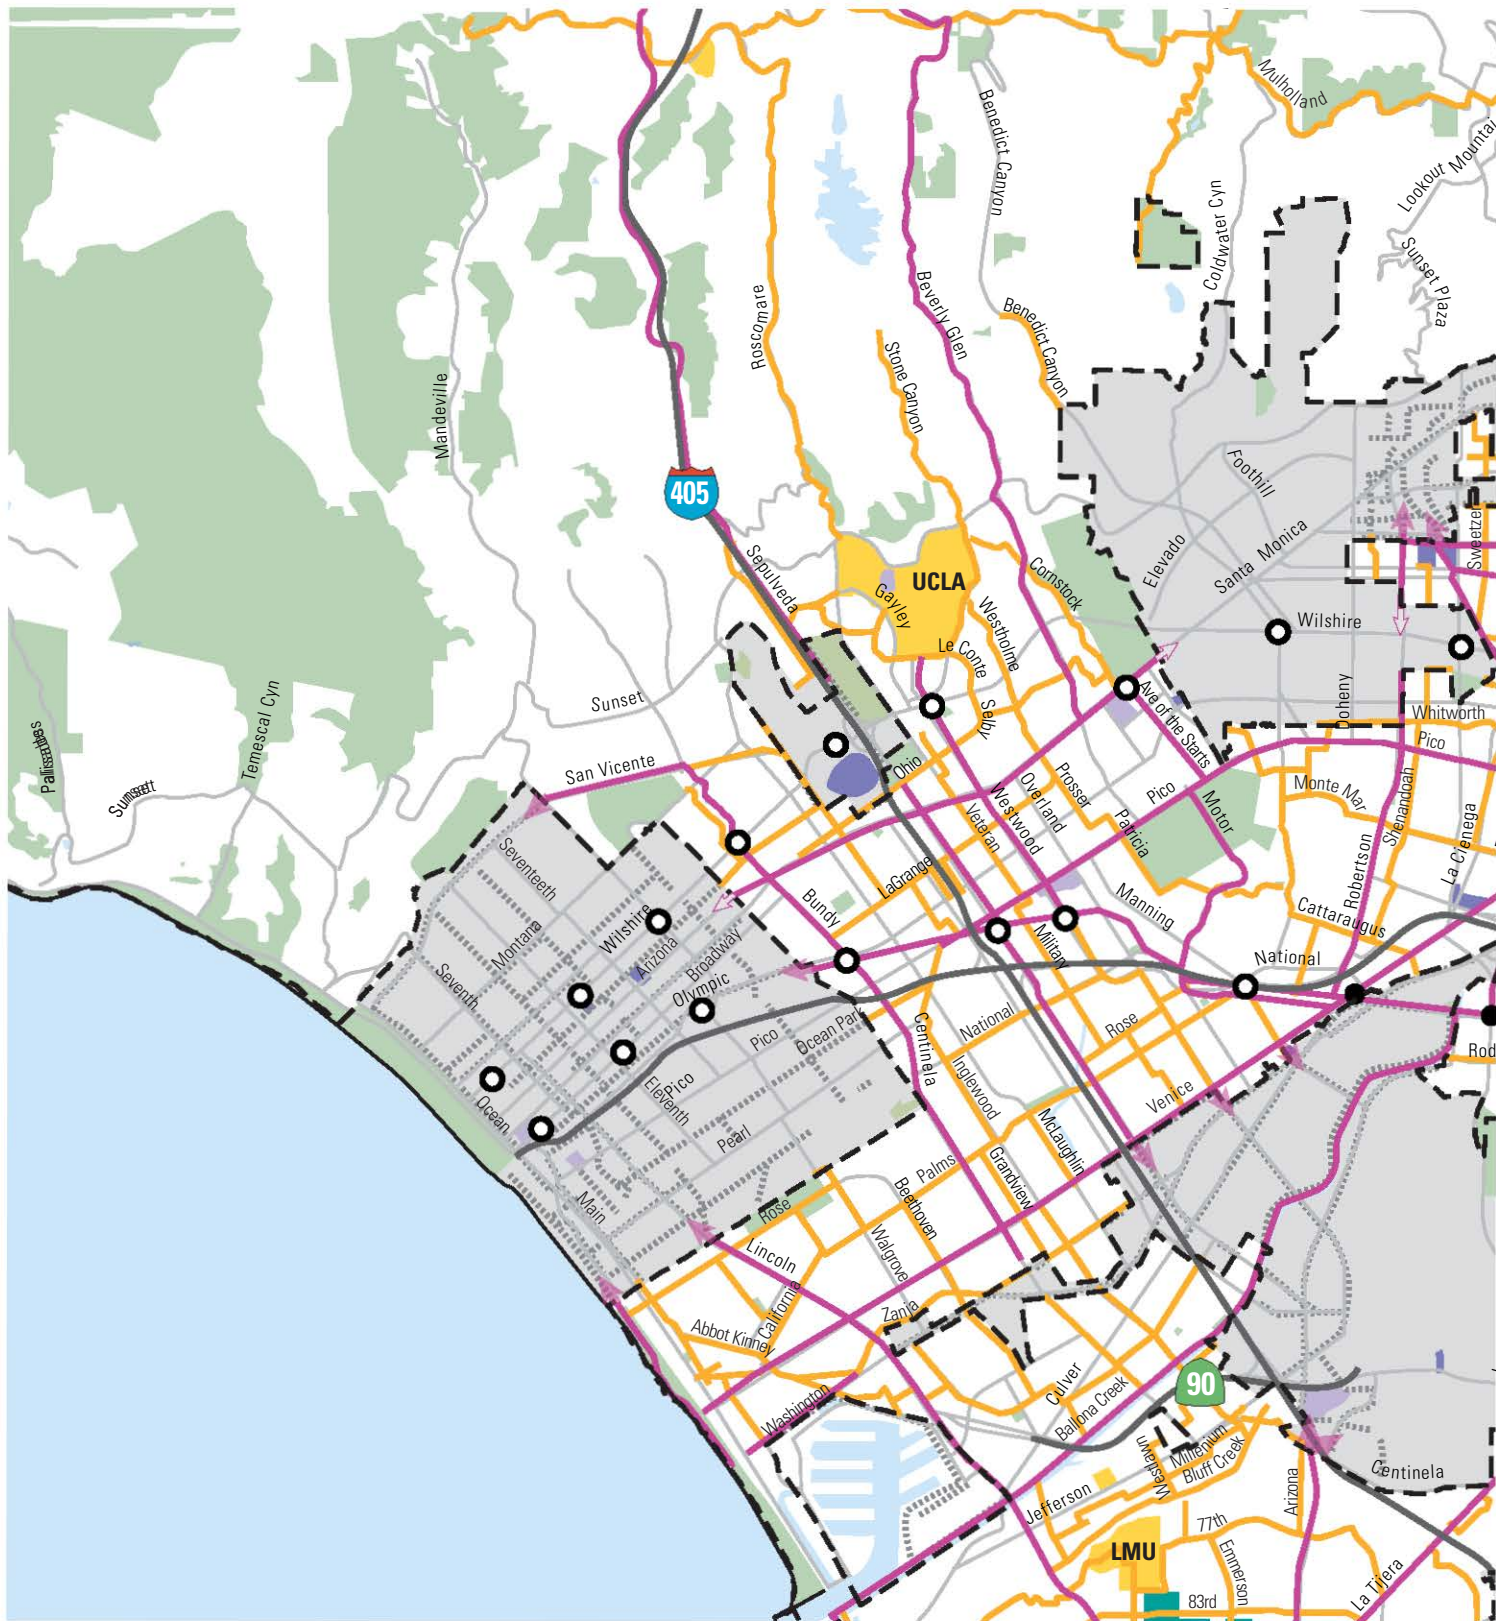 Mulholland
Lookout Mountai
Benedict Canyon
Coldwater Cyn
Sunset Plaza
Beverly Glen
Roscomare
Benedict Canyon
Stone Canyon
Mandeville
405
Foothill
Sweetzer
Santa Monica
Elevado
Sepulveda
UCLA
Gayley
Cornstock
Westholme
Wilshire
Le Conte
Sunset
Temescal Cyn
Selby
Ave of the Starts
Doheny
Whitworth
Pico
San Vicente
Ohio
Sunset
Prosser
Overland
Westwood
Veteran
Pico
Motor
Monte Mar
Patricia
Shenandoah
Robertson
La Cienega
Seventeeth
LaGrange
Bundy
Manning
Cattaraugus
Wilshire
Montana
Arizona
Broadway
Military
National
Seventh
Olympic
Pico
Ocean Park
Centinela
National
Rose
Rod
Ocean
Eleventh
Pico
Inglewood
Venice
McLaughlin
Pearl
Palms
Grandview
Beethoven
Main
Rose
Walgrove
Lincoln
California
Zanja
Abbot Kinney
Culver
90
Washington
Ballona Creek
Millenium
Bluff Creek
Westlawn
Centinela
Jefferson
Arizona
77th
LMU
Emmerson
La Tijera
83rd